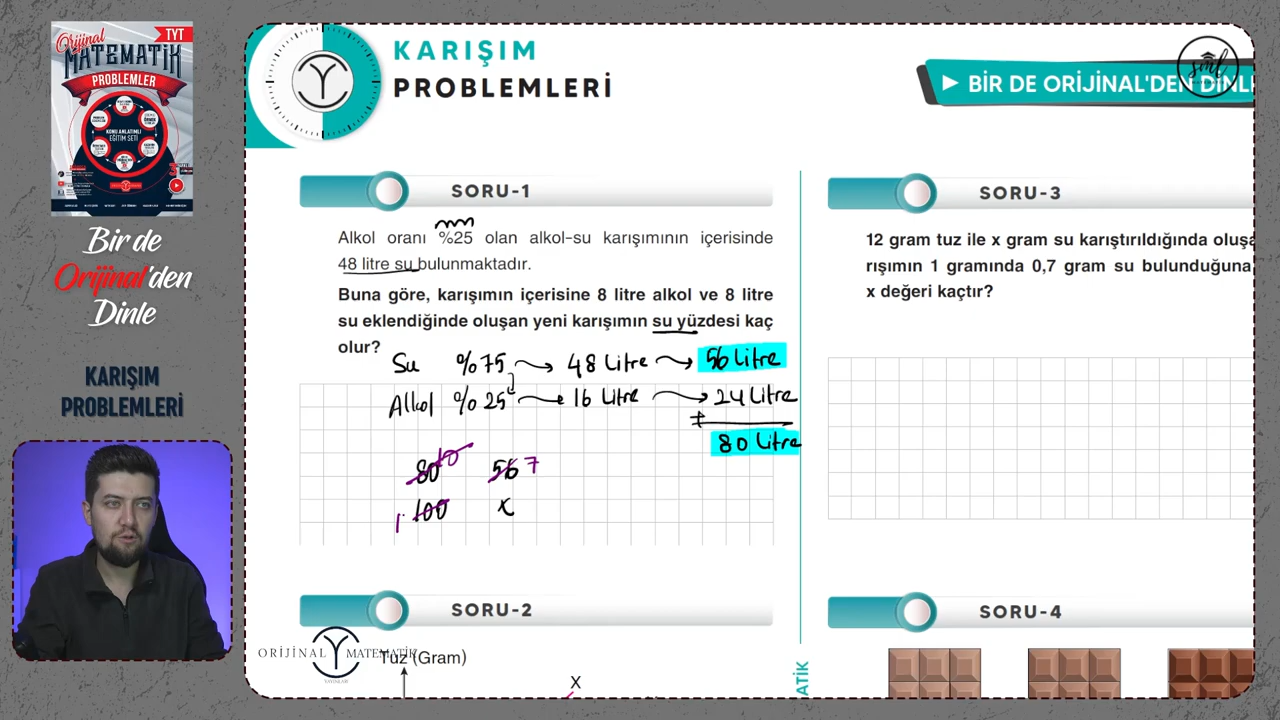 TYT
Orijinal
MATEMATİK
PROBLEMLER
KONU ANLATIMLI
EĞİTİM SETİ
Bir de
Orijinal'den
Dinle
KARIŞIM
PROBLEMLERİ
KARIŞIM
PROBLEMLERİ
BİR DE ORİJİNAL'DEN DİNLE
SORU-1
Alkol oranı %25 olan alkol-su karışımının içerisinde
48 litre su bulunmaktadır.
Buna göre, karışımın içerisine 8 litre alkol ve 8 litre
su eklendiğinde oluşan yeni karışımın su yüzdesi kaç
olur?
Su %75 48 Litre 56 Litre
Alkol %25 16 Litre 24 Litre
+
80 Litre
80 10 56 7
100 x
SORU-2
ORİJİNAL MATEMATİK
YAYINLARI
Tuz (Gram)
X
SORU-3
12 gram tuz ile x gram su karıştırıldığında oluşa
rışımın 1 gramında 0,7 gram su bulunduğuna
x değeri kaçtır?
SORU-4
ATİK